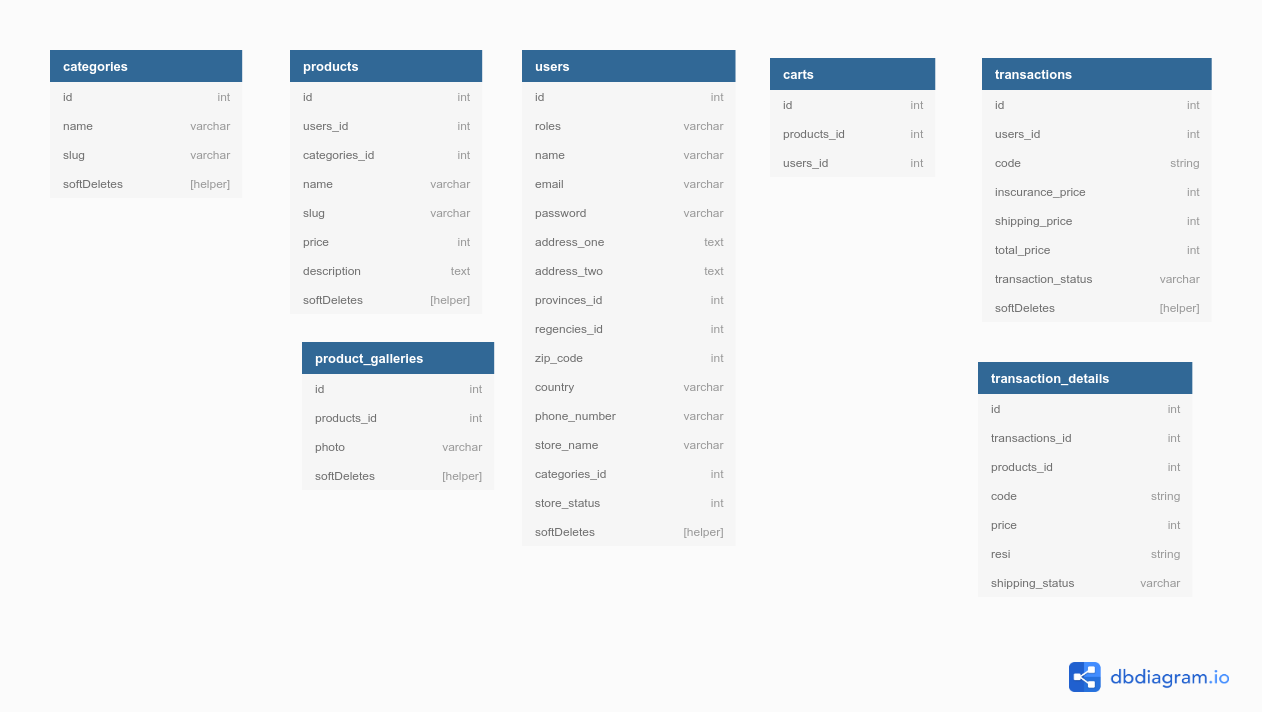 categories
id int
name varchar
slug varchar
softDeletes [helper]
products
id int
users_id int
categories_id int
name varchar
slug varchar
price int
description text
softDeletes [helper]
product_galleries
id int
products_id int
photo varchar
softDeletes [helper]
users
id int
roles varchar
name varchar
email varchar
password varchar
address_one text
address_two text
provinces_id int
regencies_id int
zip_code int
country varchar
phone_number varchar
store_name varchar
categories_id int
store_status int
softDeletes [helper]
carts
id int
products_id int
users_id int
transactions
id int
users_id int
code string
inscurance_price int
shipping_price int
total_price int
transaction_status varchar
softDeletes [helper]
transaction_details
id int
transactions_id int
products_id int
code string
price int
resi string
shipping_status varchar
dbdiagram.io